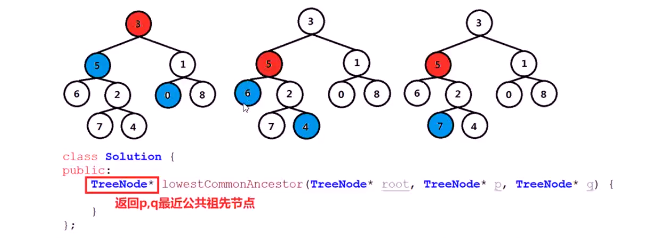 3 3 3
5 1 5 1 5 1
6 2 0 8 6 2 0 8 6 2 0 8
7 4 7 4 7 4
class Solution {
public:
TreeNode* lowestCommonAncestor(TreeNode* root, TreeNode* p, TreeNode* q) {
返回p,q最近公共祖先节点
}
};